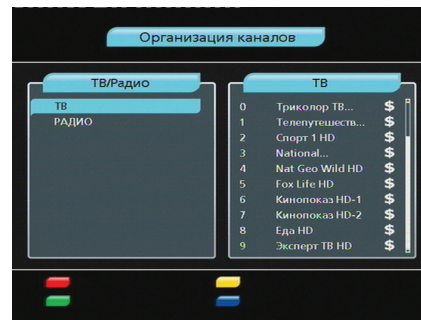 Организация каналов
ТВ/Радио
ТВ
РАДИО
ТВ
0 Триколор ТВ... $
1 Телепутешеств... $
2 Спорт 1 HD $
3 National... $
4 Nat Geo Wild HD $
5 Fox Life HD $
6 Кинопоказ HD-1 $
7 Кинопоказ HD-2 $
8 Еда HD $
9 Эксперт ТВ HD $